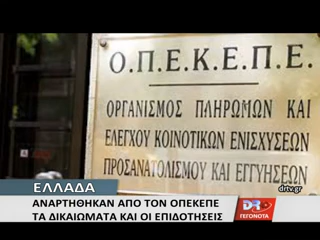 Ο.Π.Ε.Κ.Ε.Π.Ε.
ΟΡΓΑΝΙΣΜΟΣ ΠΛΗΡΩΜΩΝ ΚΑΙ
ΕΛΕΓΧΟΥ ΚΟΙΝΟΤΙΚΩΝ ΕΝΙΣΧΥΣΕΩΝ
ΠΡΟΣΑΝΑΤΟΛΙΣΜΟΥ ΚΑΙ ΕΓΓΥΗΣΕΩΝ
drtv.gr
ΕΛΛΑΔΑ
ΑΝΑΡΤΗΘΗΚΑΝ ΑΠΟ ΤΟΝ ΟΠΕΚΕΠΕ
ΤΑ ΔΙΚΑΙΩΜΑΤΑ ΚΑΙ ΟΙ ΕΠΙΔΟΤΗΣΕΙΣ
DR
ΓΕΓΟΝΟΤΑ